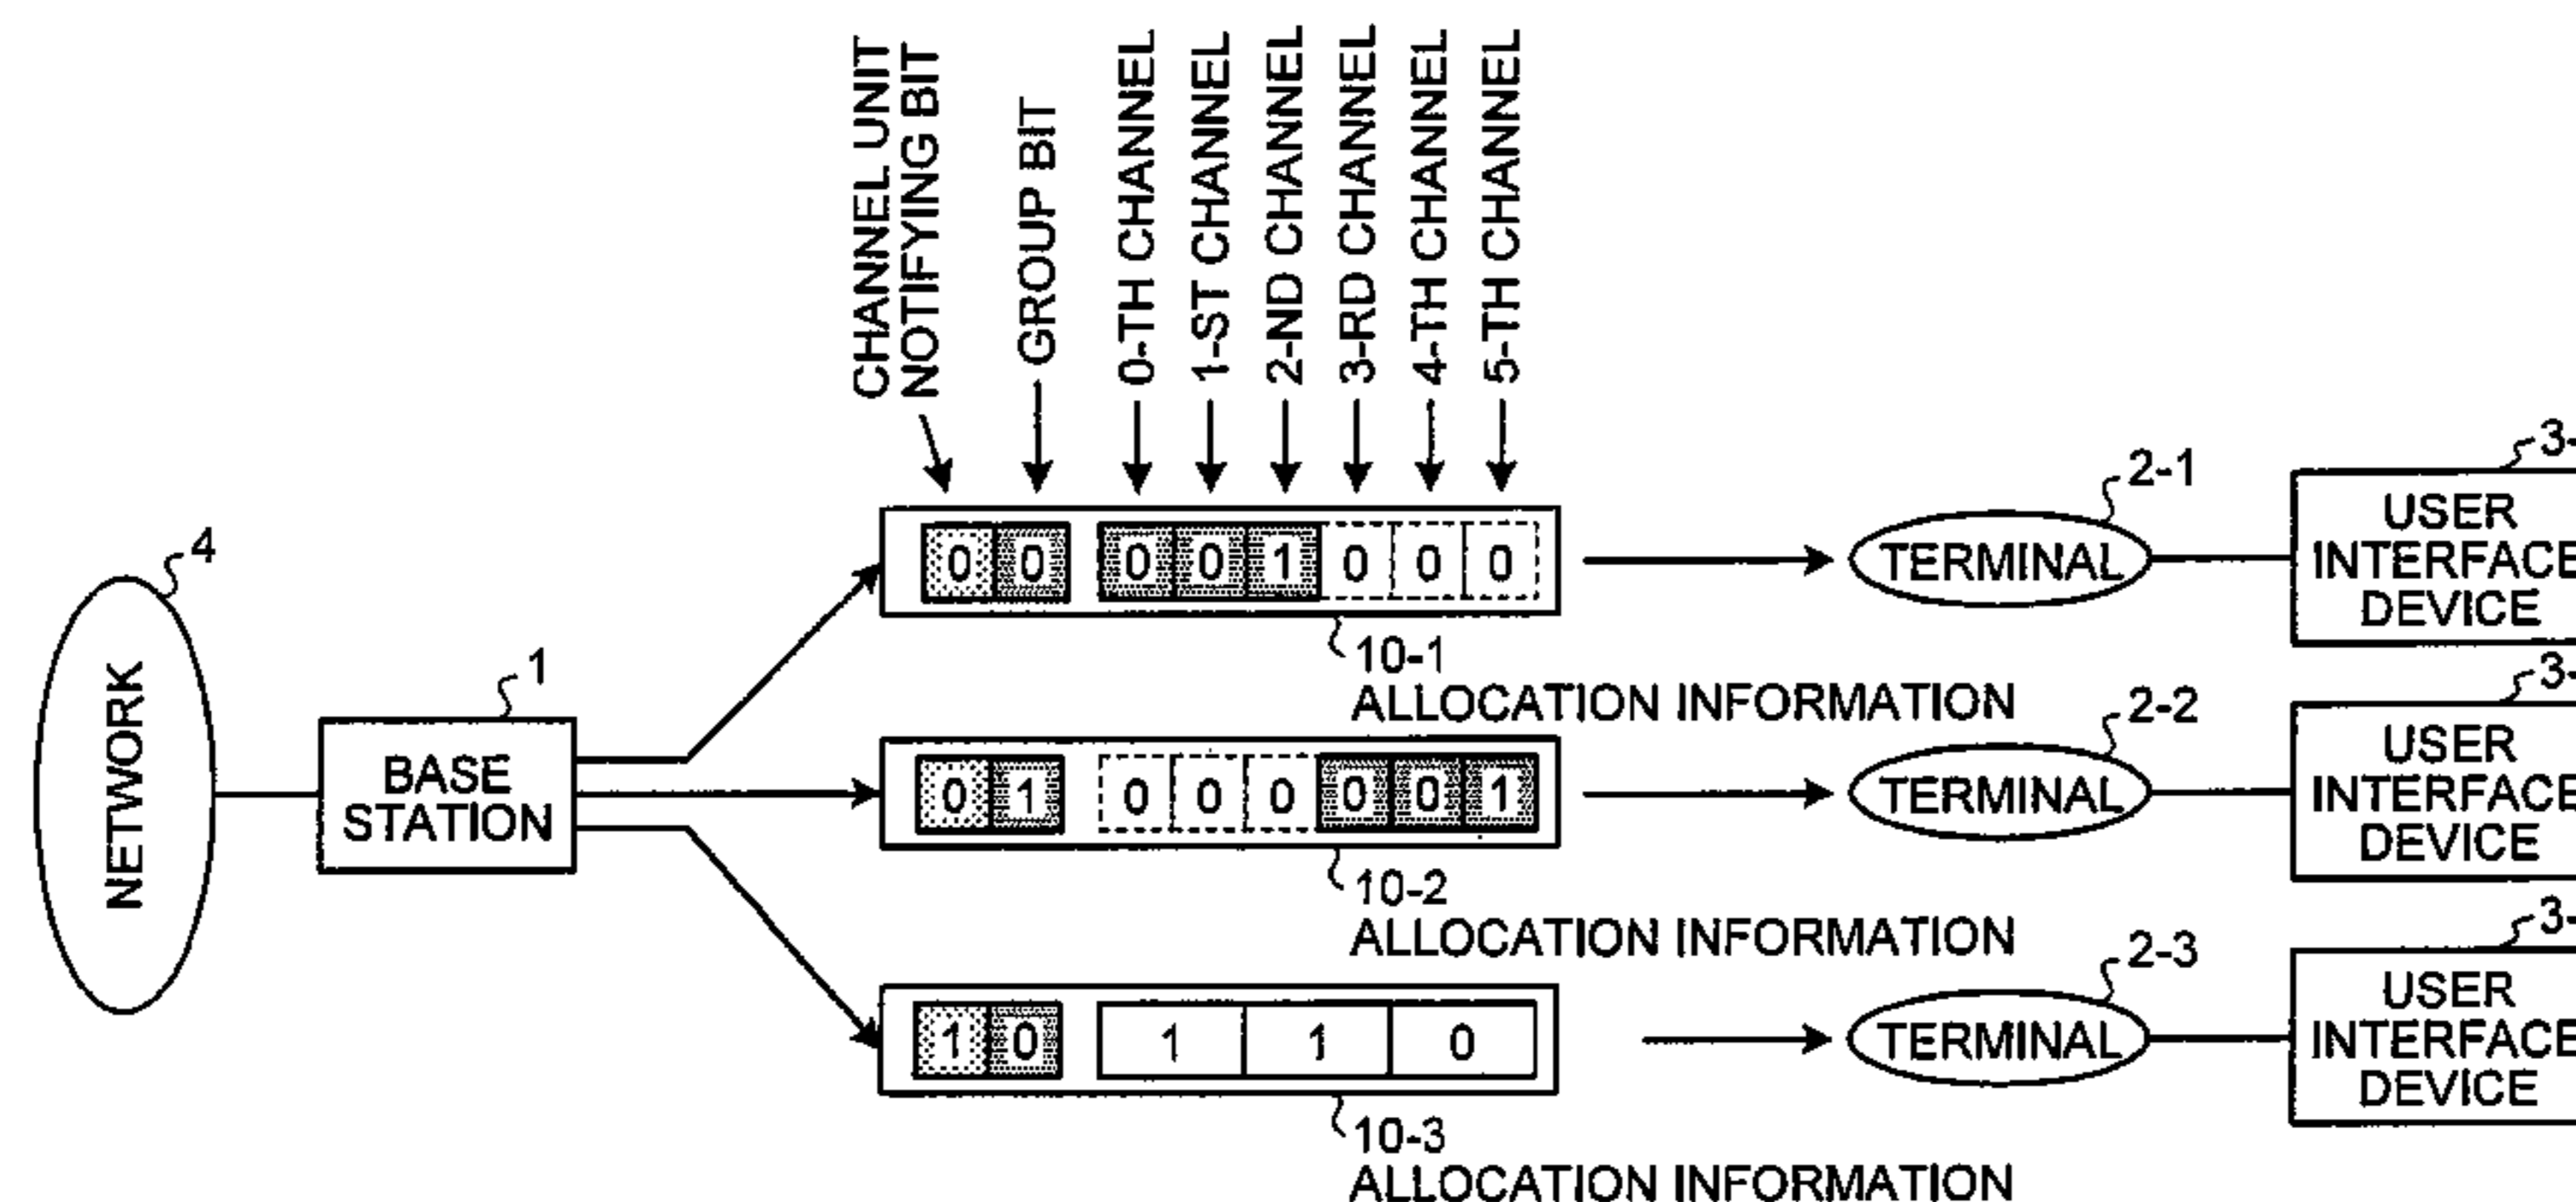 CHANNEL UNIT
NOTIFYING BIT
GROUP BIT
0-TH CHANNEL
1-ST CHANNEL
2-ND CHANNEL
3-RD CHANNEL
4-TH CHANNEL
5-TH CHANNEL
4
NETWORK
1
BASE
STATION
0 0 0 0 1 0 0 0
10-1
ALLOCATION INFORMATION
2-1
TERMINAL
3-
USER
INTERFACE
DEVICE
0 1 0 0 0 0 0 1
10-2
ALLOCATION INFORMATION
2-2
TERMINAL
3-
USER
INTERFACE
DEVICE
1 0 1 1 0
10-3
ALLOCATION INFORMATION
2-3
TERMINAL
3-
USER
INTERFACE
DEVICE